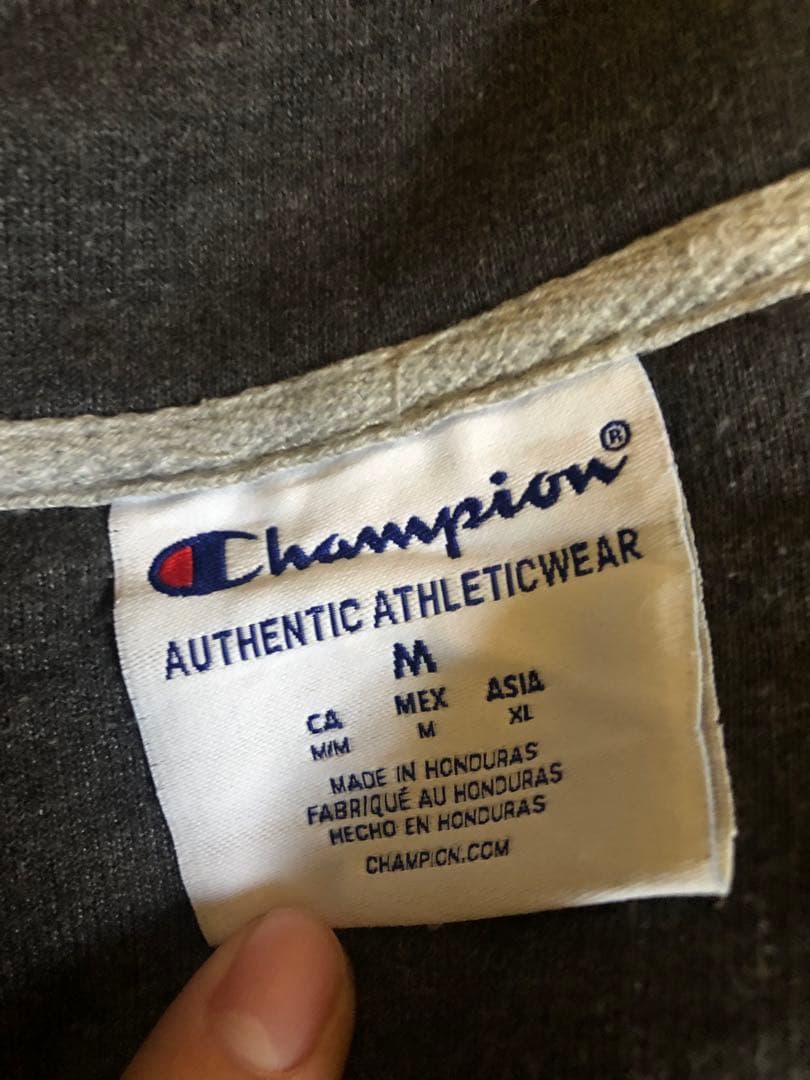 Champion®
AUTHENTIC ATHLETICWEAR
M
CA MEX ASIA
M/M M XL
MADE IN HONDURAS
FABRIQUÉ AU HONDURAS
HECHO EN HONDURAS
CHAMPION.COM